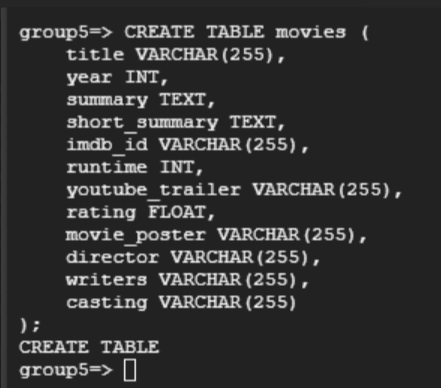 group5=> CREATE TABLE movies (
    title VARCHAR(255),
    year INT,
    summary TEXT,
    short_summary TEXT,
    imdb_id VARCHAR(255),
    runtime INT,
    youtube_trailer VARCHAR(255),
    rating FLOAT,
    movie_poster VARCHAR(255),
    director VARCHAR(255),
    writers VARCHAR(255),
    casting VARCHAR(255)
);
CREATE TABLE
group5=>